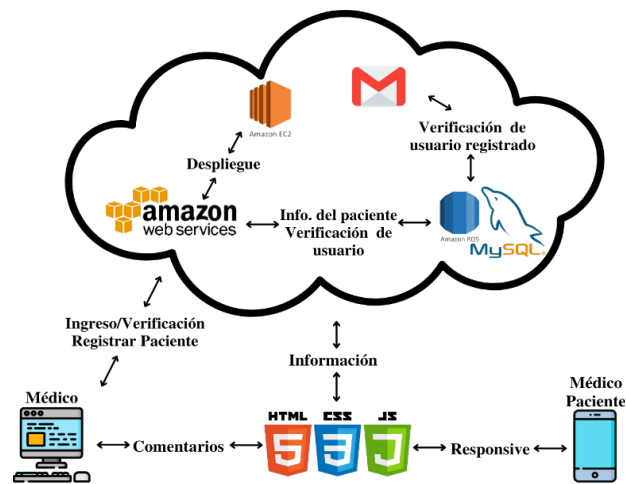 Amazon EC2
Verificación de
usuario registrado
Despliegue
amazon
web services
Info. del paciente
Verificación de
usuario
Amazon RDS
MySQL
Ingreso/Verificación
Registrar Paciente
Información
Médico
Médico
Paciente
HTML
CSS
JS
Comentarios
Responsive